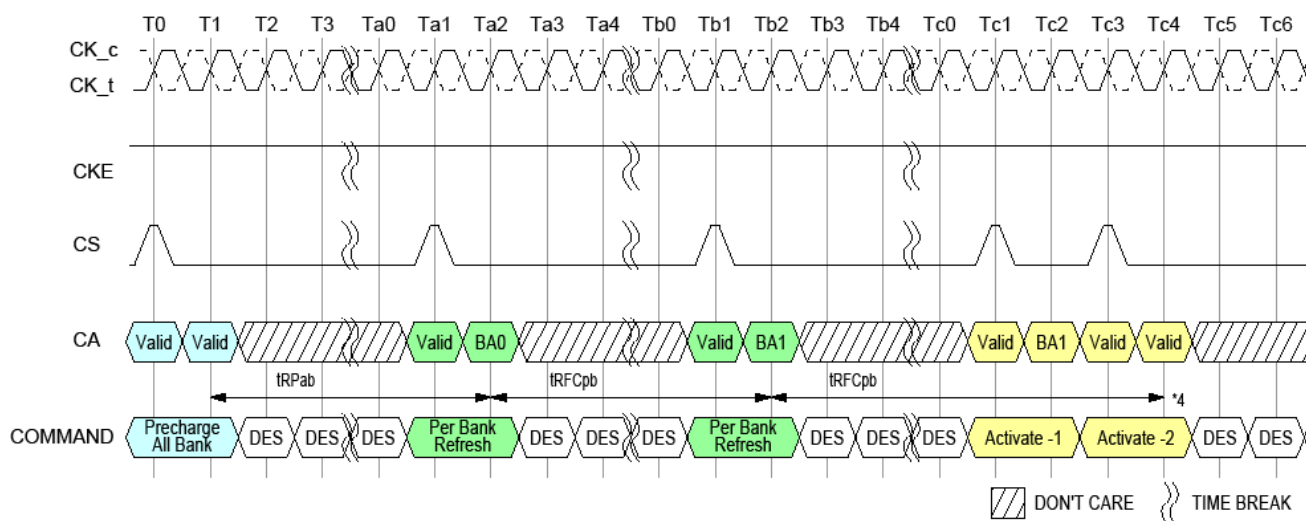 T0 T1 T2 T3 Ta0 Ta1 Ta2 Ta3 Ta4 Tb0 Tb1 Tb2 Tb3 Tb4 Tc0 Tc1 Tc2 Tc3 Tc4 Tc5 Tc6
CK_c
CK_t
CKE
CS
CA Valid Valid Valid BA0 Valid BA1 Valid BA1 Valid Valid
tRPab tRFCpb tRFCpb
*4
COMMAND Precharge All Bank DES DES DES Per Bank Refresh DES DES DES Per Bank Refresh DES DES DES Activate -1 Activate -2 DES DES
DON'T CARE TIME BREAK